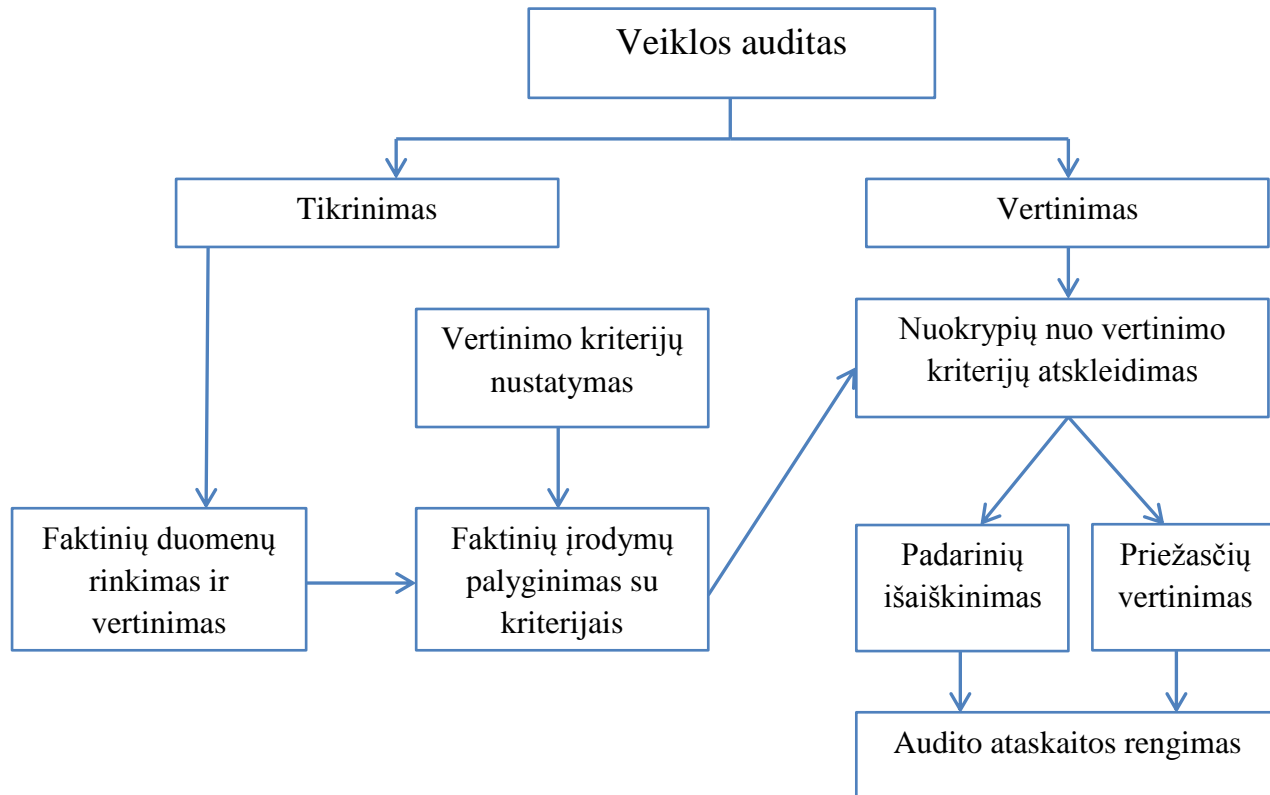 Veiklos auditas
Tikrinimas
Vertinimas
Vertinimo kriterijų
nustatymas
Nuokrypių nuo vertinimo
kriterijų atskleidimas
Faktinių duomenų
rinkimas ir
vertinimas
Faktinių įrodymų
palyginimas su
kriterijais
Padarinių
išaiškinimas
Priežasčių
vertinimas
Audito ataskaitos rengimas